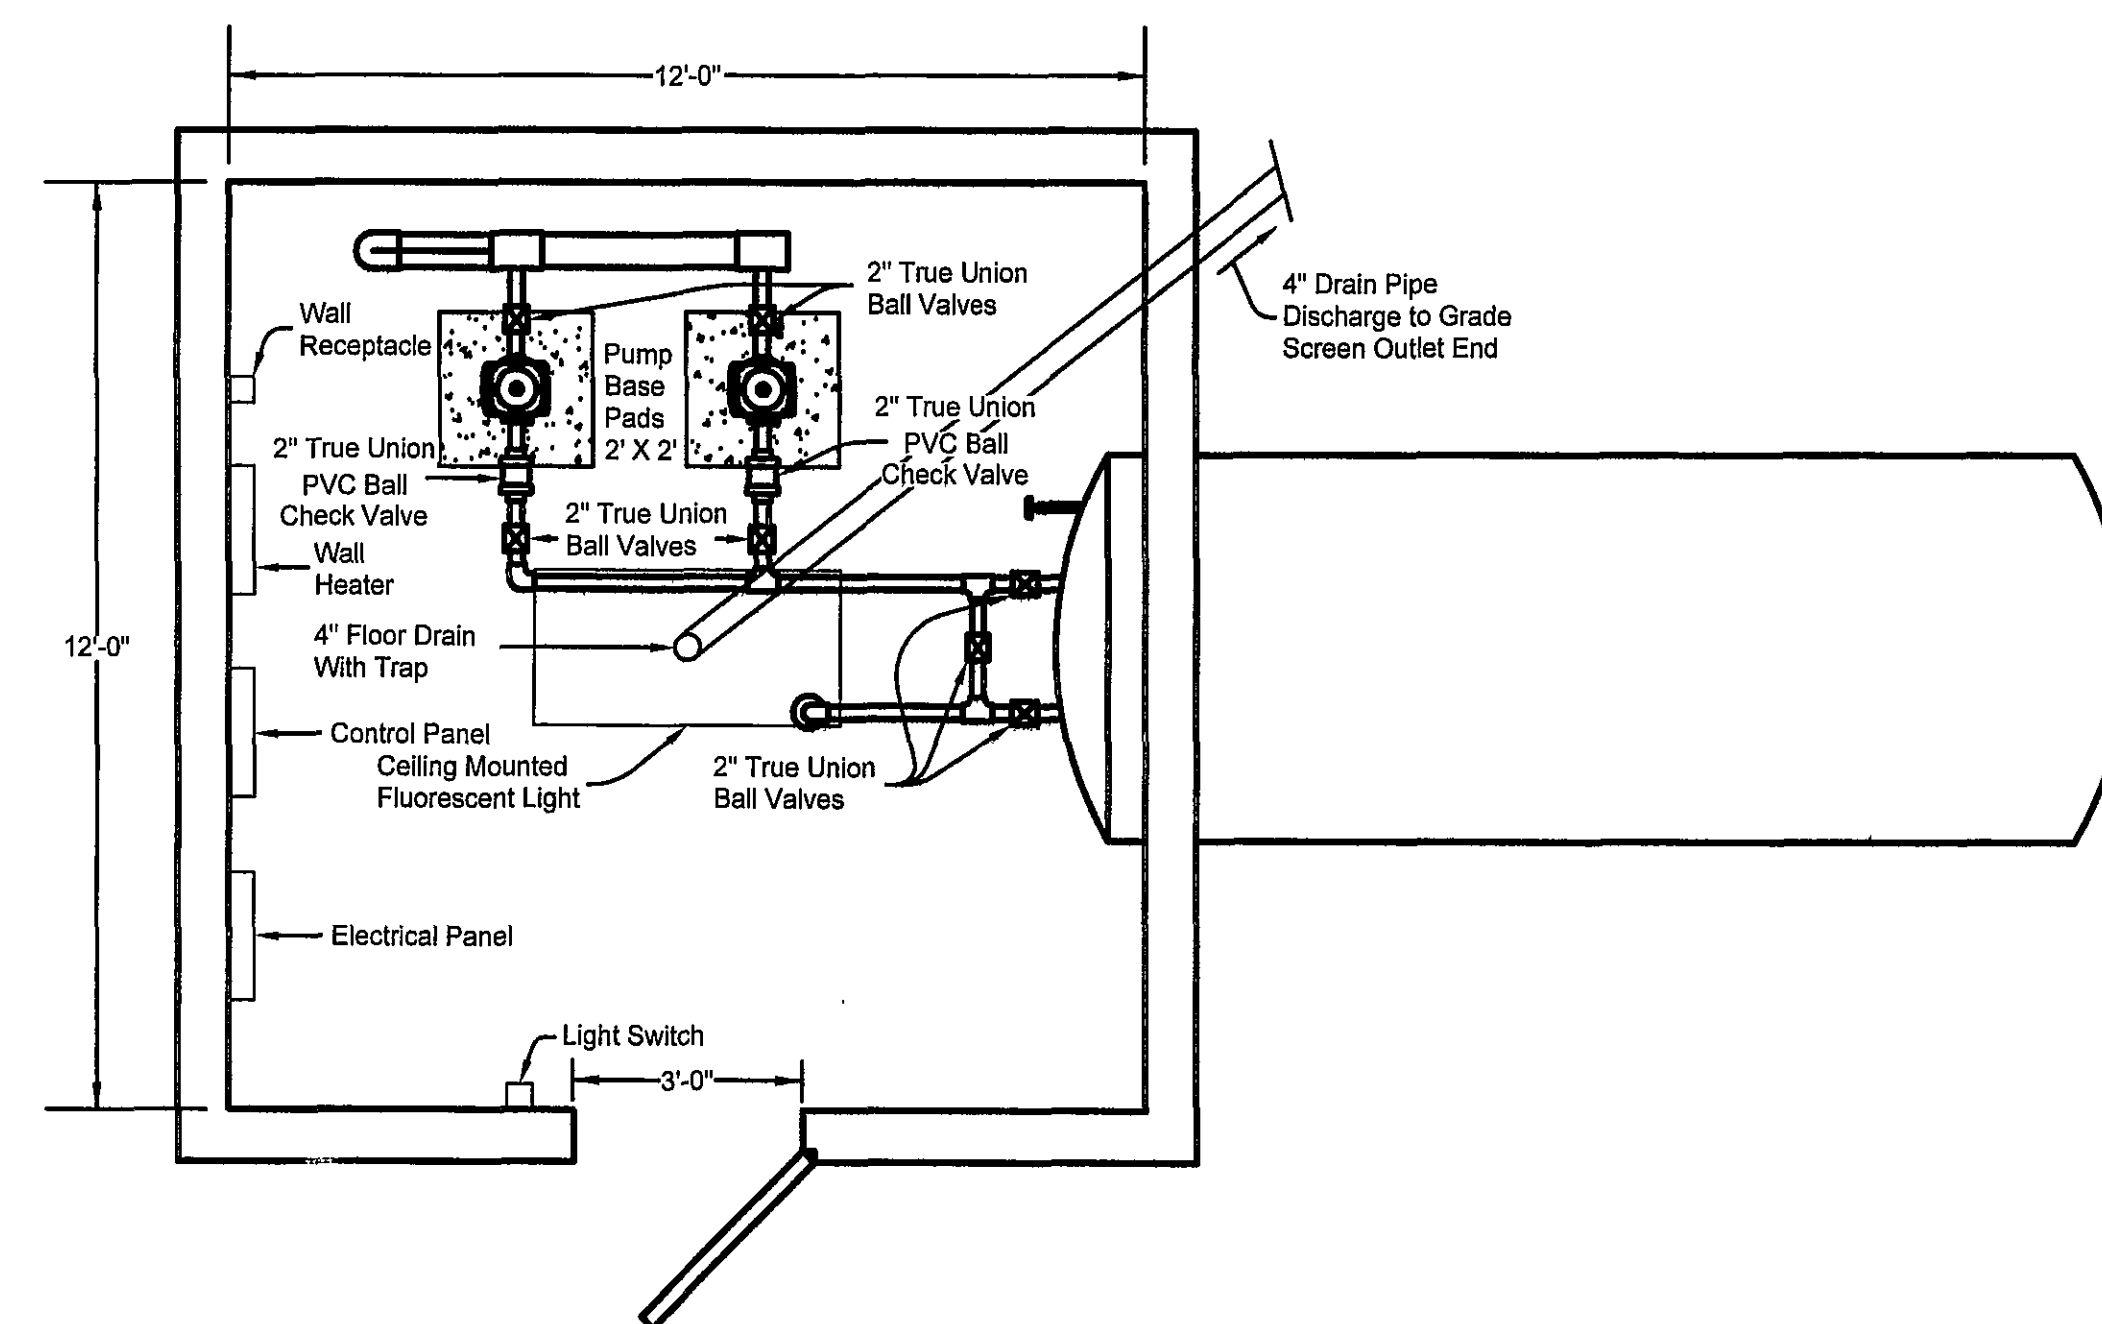 12'-0"
2" True Union
Ball Valves
4" Drain Pipe
Discharge to Grade
Screen Outlet End
Wall
Receptacle
Pump
Base
Pads
2' X 2'
2" True Union
PVC Ball
Check Valve
2" True Union
PVC Ball
Check Valve
2" True Union
Ball Valves
Wall
Heater
12'-0"
4" Floor Drain
With Trap
Control Panel
Ceiling Mounted
Fluorescent Light
2" True Union
Ball Valves
Electrical Panel
Light Switch
3'-0"